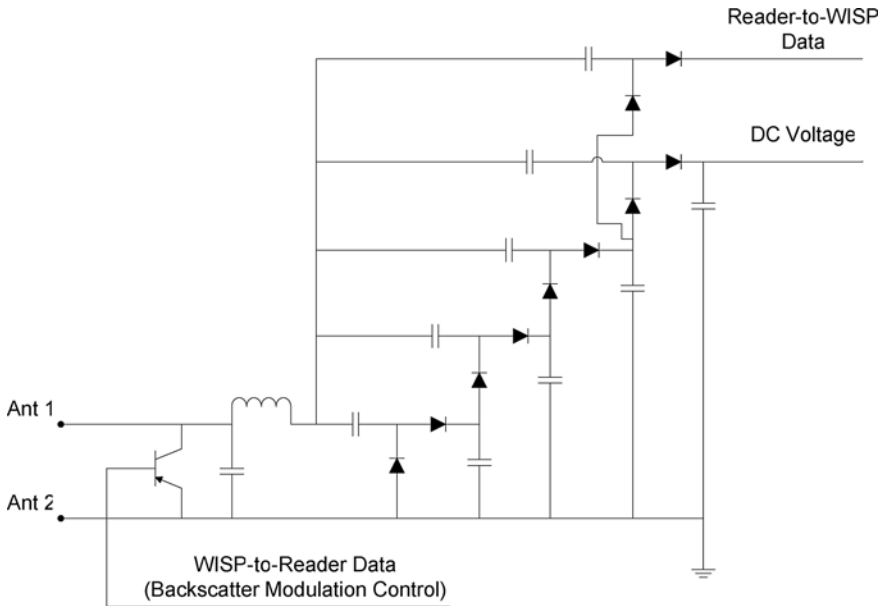 Reader-to-WISP
Data
DC Voltage
Ant 1
Ant 2
WISP-to-Reader Data
(Backscatter Modulation Control)